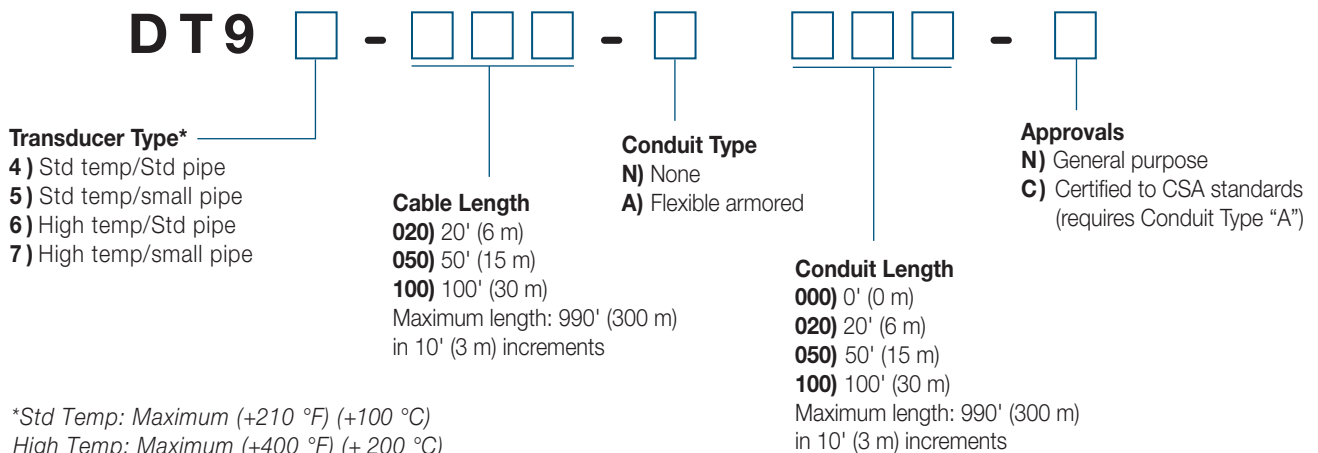 DT9 - - -
Transducer Type*
4) Std temp/Std pipe
5) Std temp/small pipe
6) High temp/Std pipe
7) High temp/small pipe
Cable Length
020) 20' (6 m)
050) 50' (15 m)
100) 100' (30 m)
Maximum length: 990' (300 m)
in 10' (3 m) increments
Conduit Type
N) None
A) Flexible armored
Conduit Length
000) 0' (0 m)
020) 20' (6 m)
050) 50' (15 m)
100) 100' (30 m)
Maximum length: 990' (300 m)
in 10' (3 m) increments
Approvals
N) General purpose
C) Certified to CSA standards
(requires Conduit Type "A")
*Std Temp: Maximum (+210 °F) (+100 °C)
High Temp: Maximum (+400 °F) (+ 200 °C)